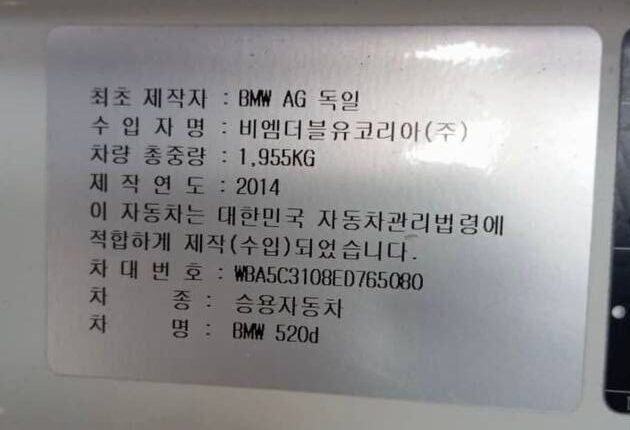 최초 제작자 : BMW AG 독일
수 입 자 명 : 비엠더블유코리아(주)
차량 총중량 : 1,955KG
제 작 연 도 : 2014
이 자동차는 대한민국 자동차관리법령에
적합하게 제작(수입)되었습니다.
차 대 번 호 : WBA5C3108ED765080
차 종 : 승용자동차
차 명 : BMW 520d